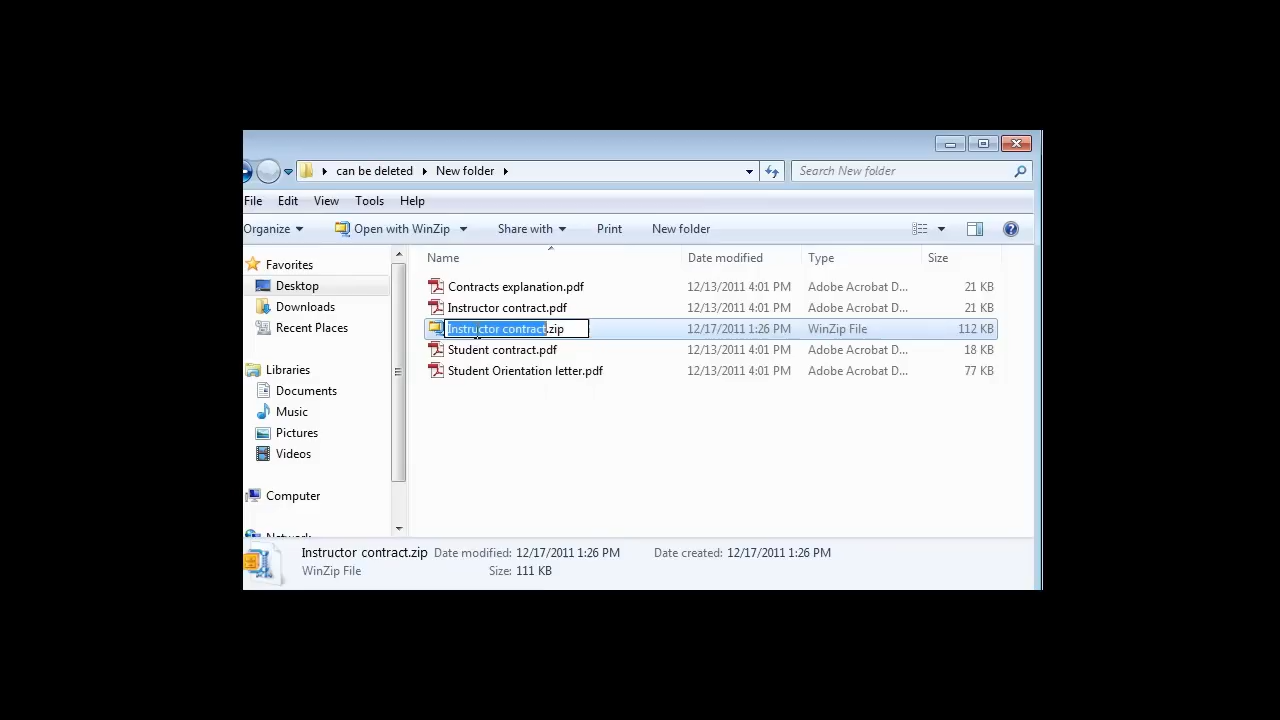 can be deleted New folder Search New folder
File Edit View Tools Help
Organize Open with WinZip Share with Print New folder
Favorites
Desktop
Downloads
Recent Places
Libraries
Documents
Music
Pictures
Videos
Computer
Network
Name Date modified Type Size
Contracts explanation.pdf 12/13/2011 4:01 PM Adobe Acrobat D... 21 KB
Instructor contract.pdf 12/13/2011 4:01 PM Adobe Acrobat D... 21 KB
Instructor contract.zip 12/17/2011 1:26 PM WinZip File 112 KB
Student contract.pdf 12/13/2011 4:01 PM Adobe Acrobat D... 18 KB
Student Orientation letter.pdf 12/13/2011 4:01 PM Adobe Acrobat D... 77 KB
Instructor contract.zip Date modified: 12/17/2011 1:26 PM Date created: 12/17/2011 1:26 PM
WinZip File Size: 111 KB